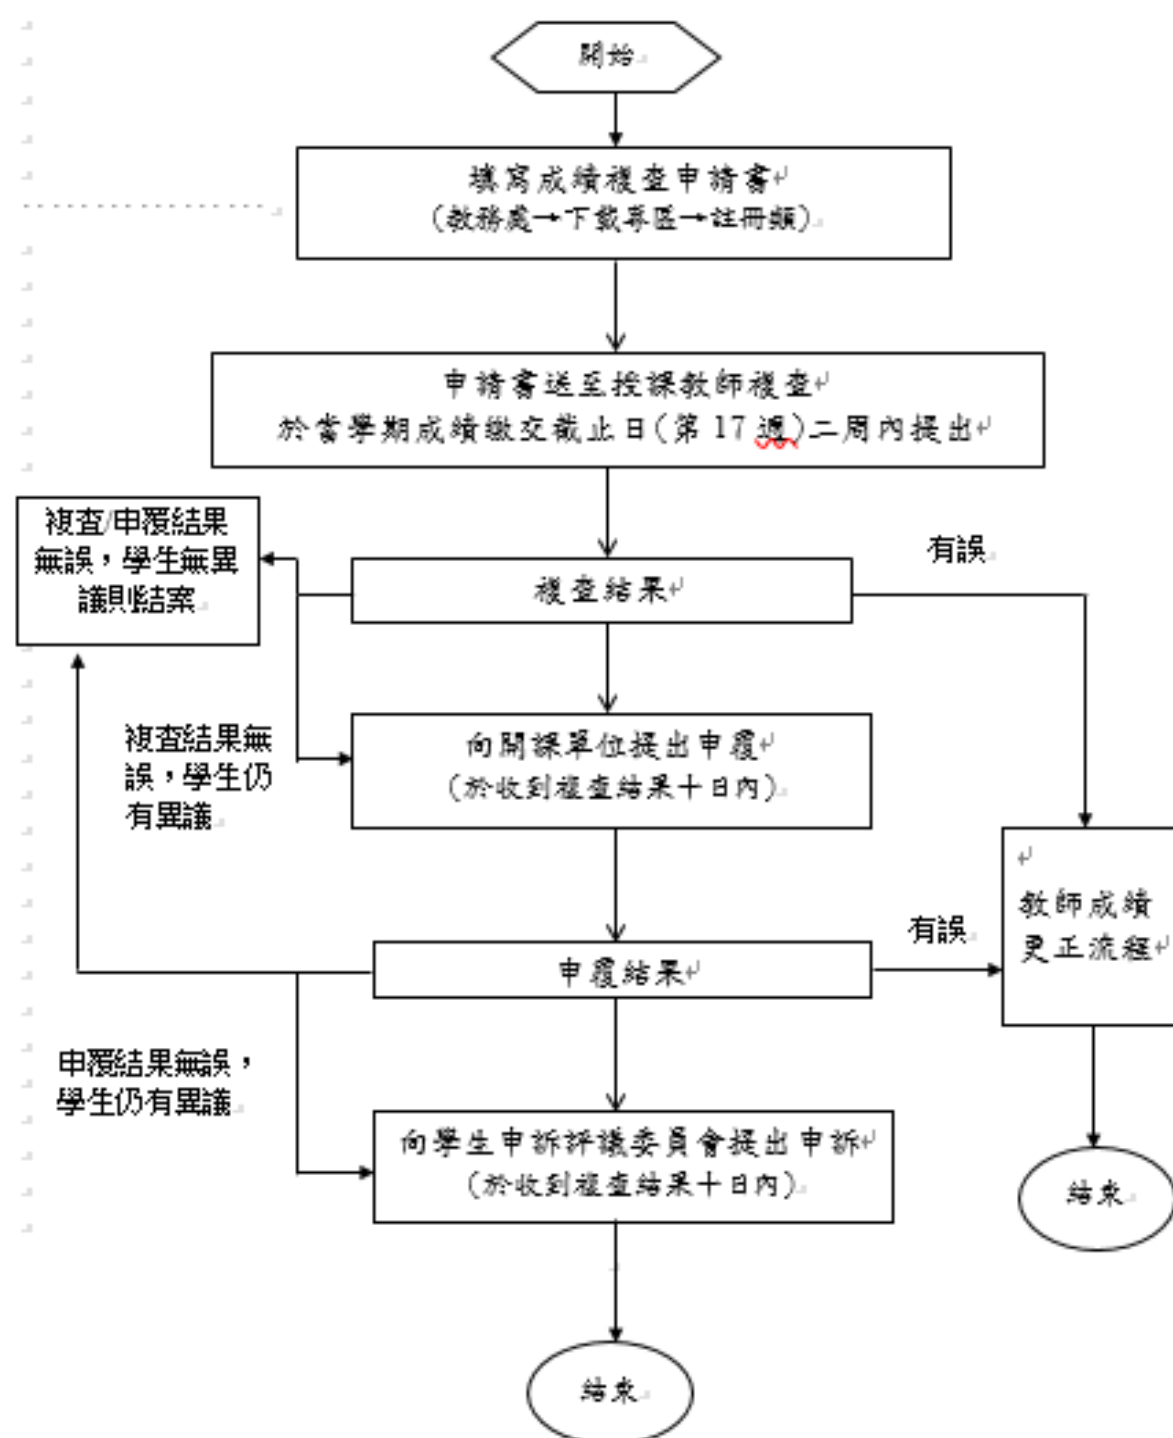 開始
填寫成績複查申請書
(教務處→下載專區→註冊類)
申請書送至授課教師複查
於當學期成績繳交截止日(第 17 週)二周內提出
複查/申覆結果
無誤，學生無異
議則結案
有誤
複查結果
複查結果無
誤，學生仍
有異議
向開課單位提出申覆
(於收到複查結果十日內)
有誤
教師成績
更正流程
申覆結果
申覆結果無誤，
學生仍有異議
向學生申訴評議委員會提出申訴
(於收到複查結果十日內)
結束
結束